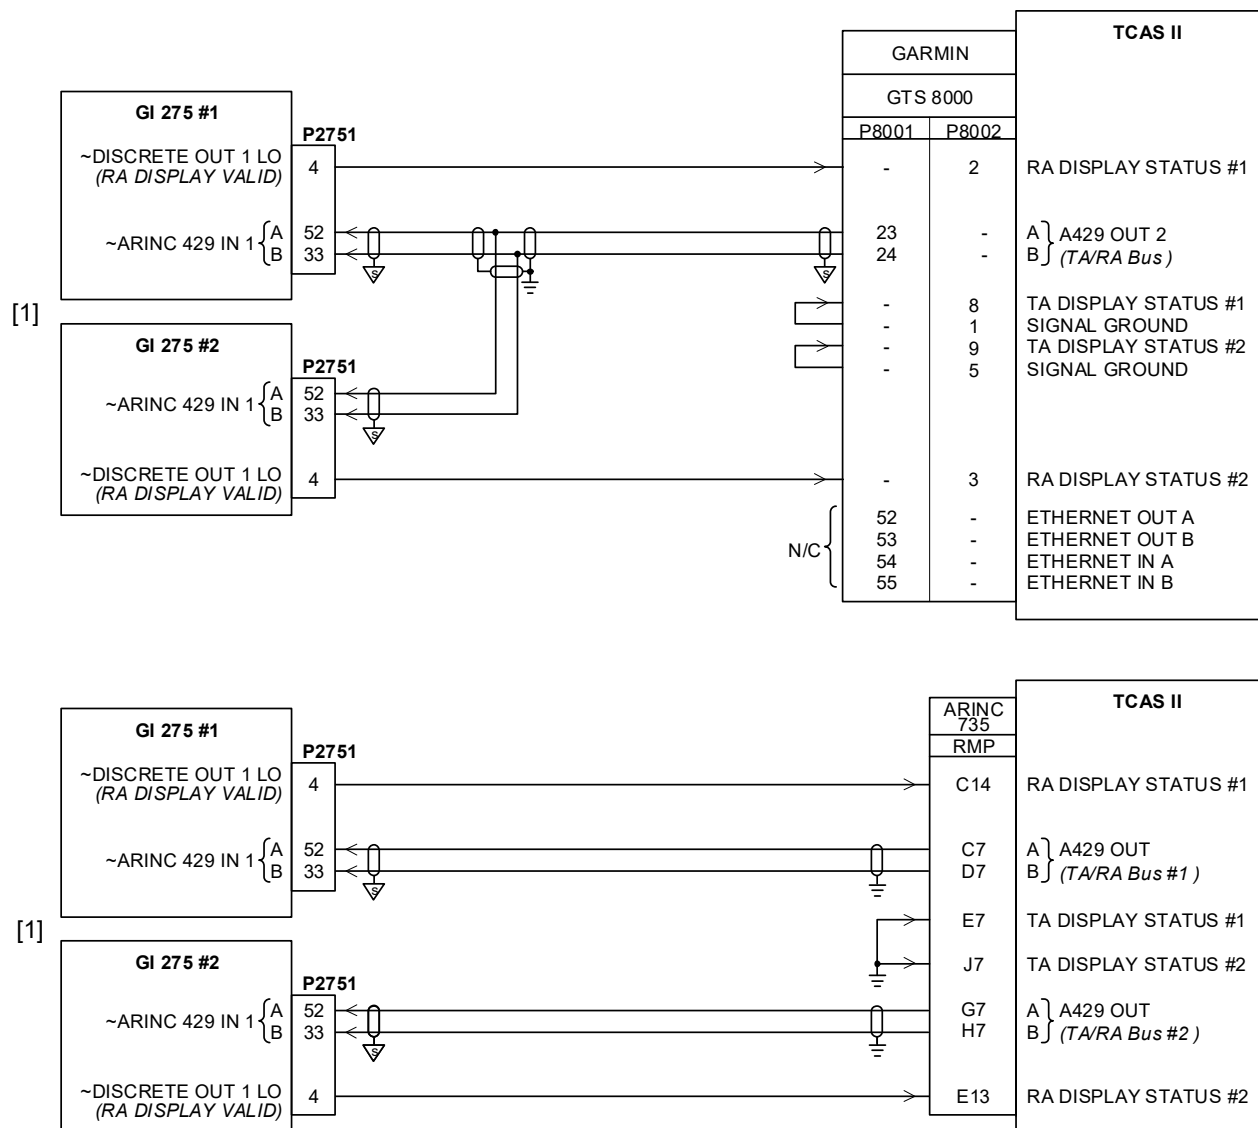 TCAS II
GARMIN
GTS 8000
P8001 P8002
GI 275 #1
P2751
~DISCRETE OUT 1 LO
(RA DISPLAY VALID)
4
- 2 RA DISPLAY STATUS #1
~ARINC 429 IN 1 { A 52
B 33
S
S
23 - A } A429 OUT 2
24 - B (TA/RA Bus )
- 8 TA DISPLAY STATUS #1
- 1 SIGNAL GROUND
- 9 TA DISPLAY STATUS #2
- 5 SIGNAL GROUND
[1]
GI 275 #2
P2751
~ARINC 429 IN 1 { A 52
B 33
S
~DISCRETE OUT 1 LO
(RA DISPLAY VALID)
4
- 3 RA DISPLAY STATUS #2
N/C
52 - ETHERNET OUT A
53 - ETHERNET OUT B
54 - ETHERNET IN A
55 - ETHERNET IN B
TCAS II
ARINC
735
RMP
GI 275 #1
P2751
~DISCRETE OUT 1 LO
(RA DISPLAY VALID)
4
C14 RA DISPLAY STATUS #1
~ARINC 429 IN 1 { A 52
B 33
S
C7 A } A429 OUT
D7 B (TA/RA Bus #1 )
E7 TA DISPLAY STATUS #1
J7 TA DISPLAY STATUS #2
[1]
GI 275 #2
P2751
~ARINC 429 IN 1 { A 52
B 33
S
G7 A } A429 OUT
H7 B (TA/RA Bus #2 )
~DISCRETE OUT 1 LO
(RA DISPLAY VALID)
4
E13 RA DISPLAY STATUS #2